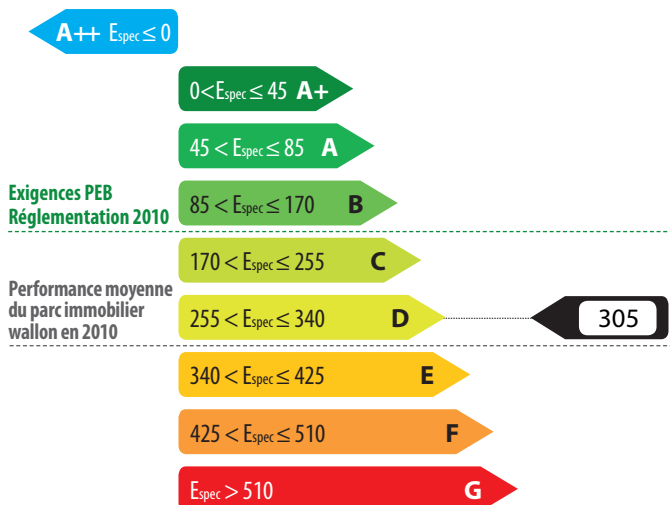 A++ Espec ≤ 0
0 < Espec ≤ 45 A+
45 < Espec ≤ 85 A
Exigences PEB
Réglementation 2010
85 < Espec ≤ 170 B
170 < Espec ≤ 255 C
Performance moyenne
du parc immobilier
wallon en 2010
255 < Espec ≤ 340 D
305
340 < Espec ≤ 425 E
425 < Espec ≤ 510 F
Espec > 510 G